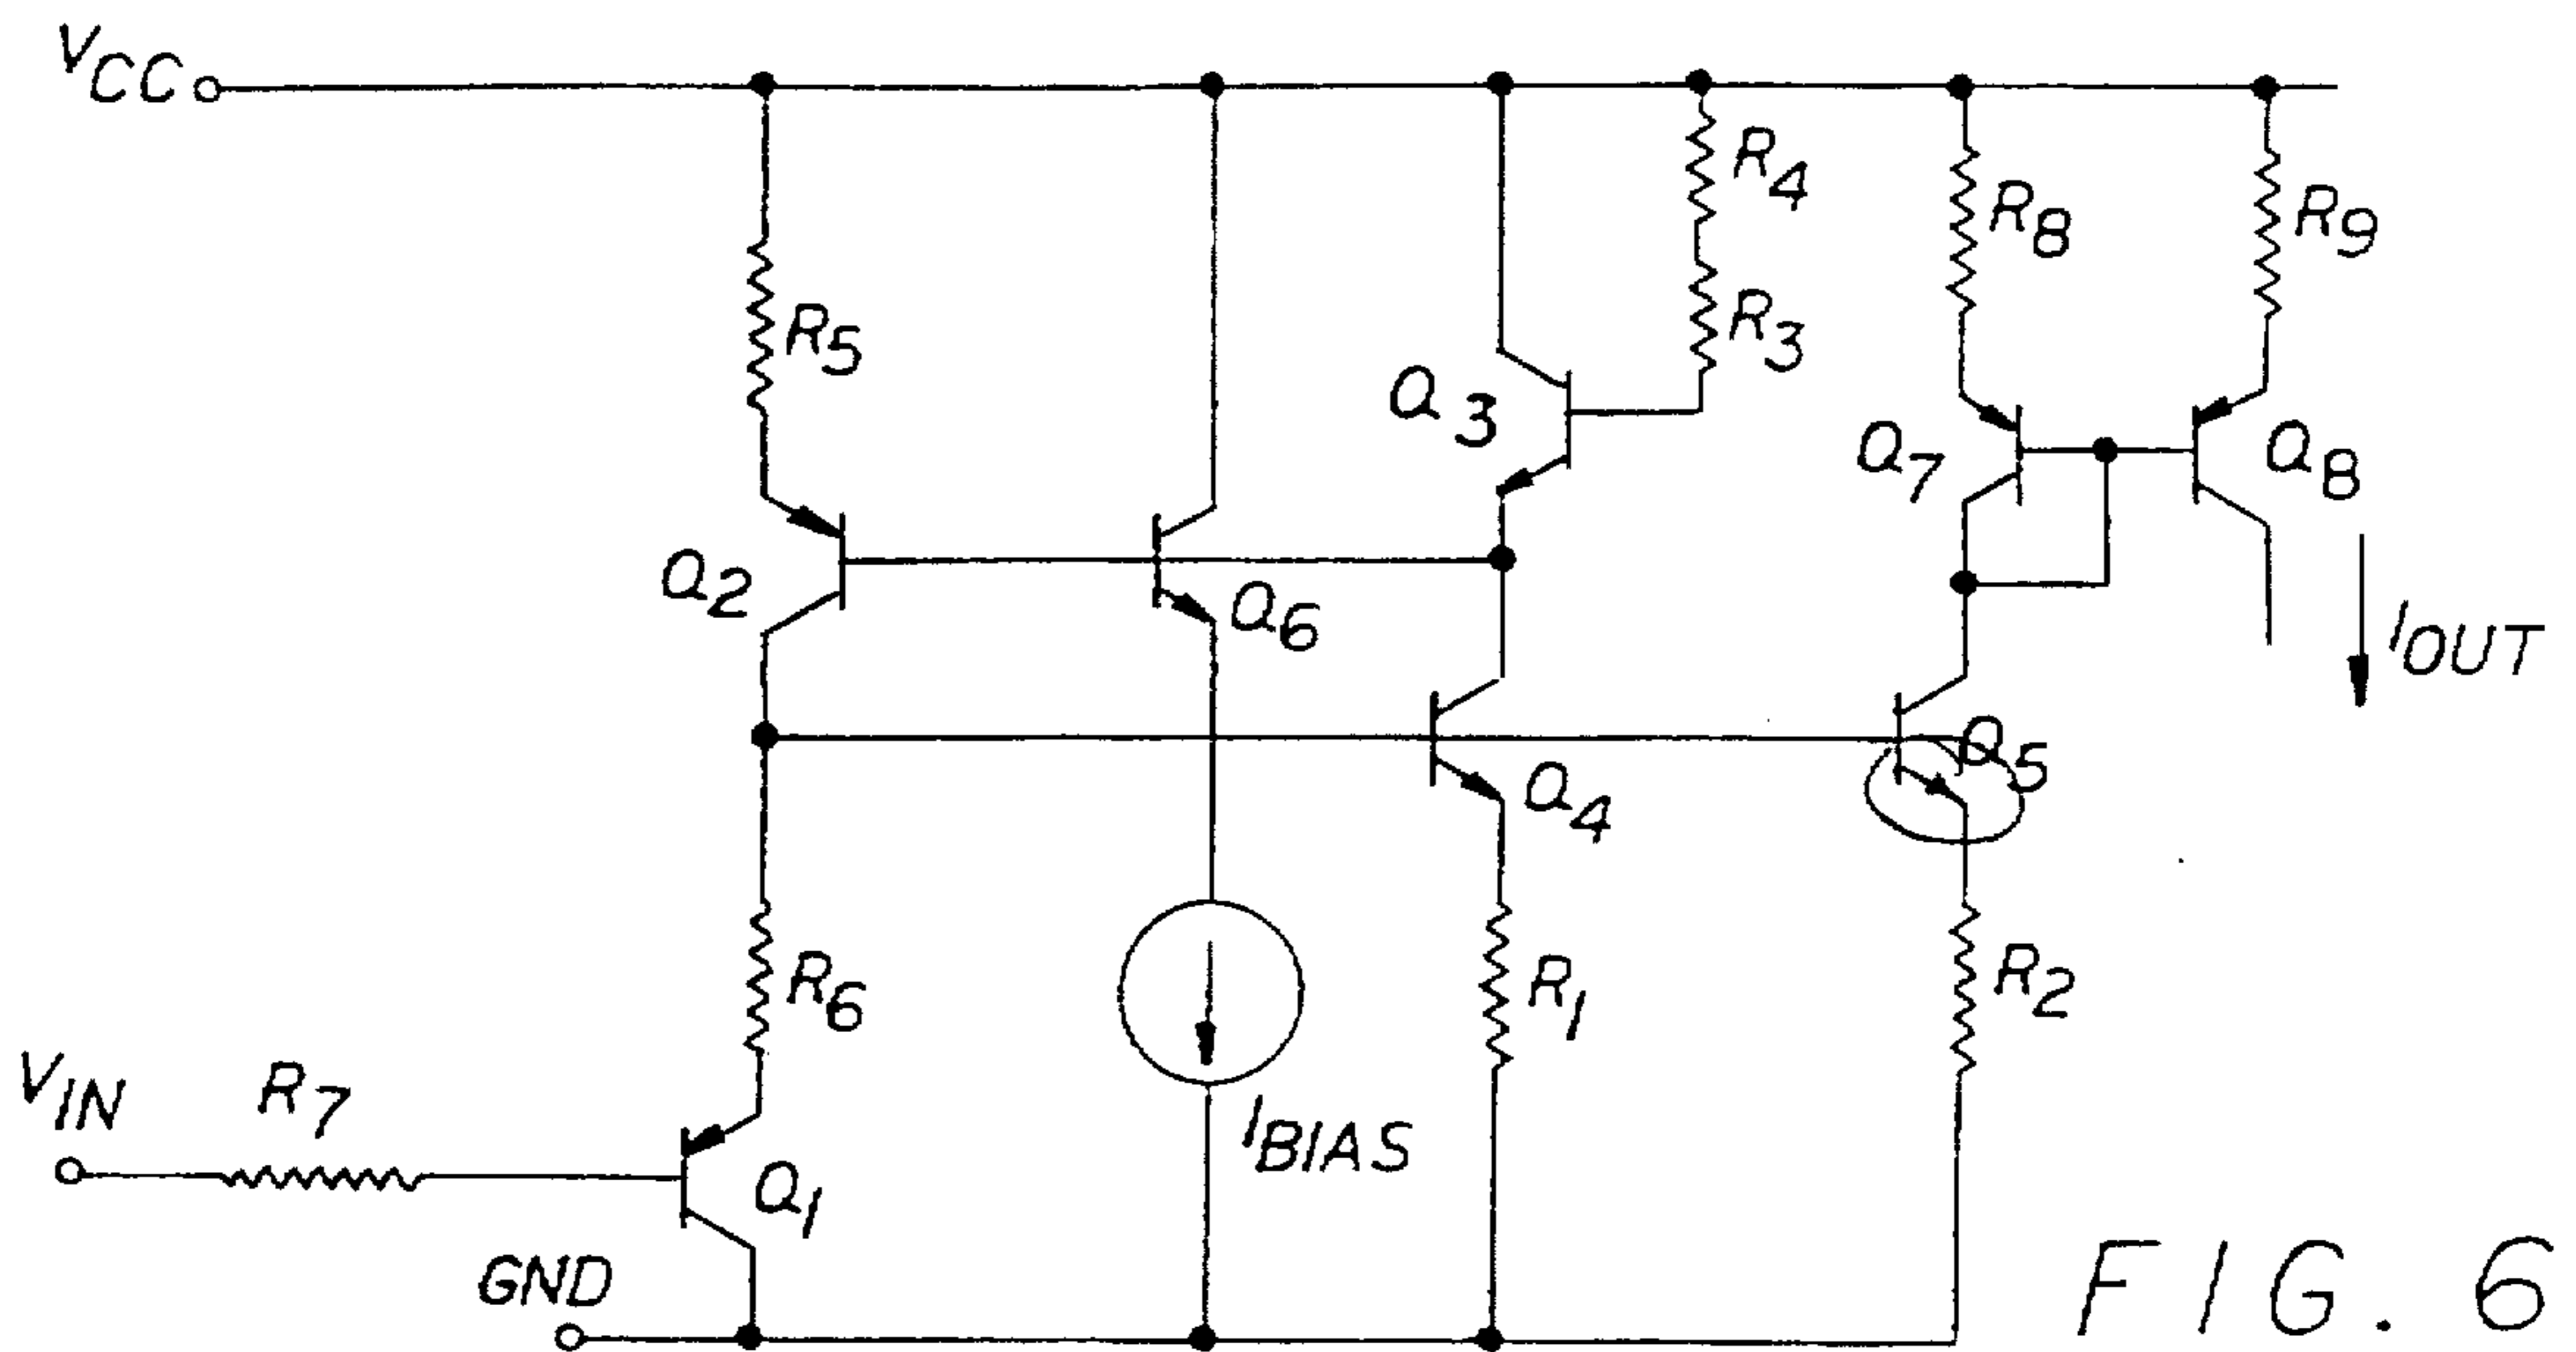 VCC
R4
R8
R9
R5
R3
Q3
Q7
Q8
Q2
Q6
IOUT
Q5
Q4
R6
R1
R2
VIN
R7
IBIAS
Q1
GND
FIG. 6